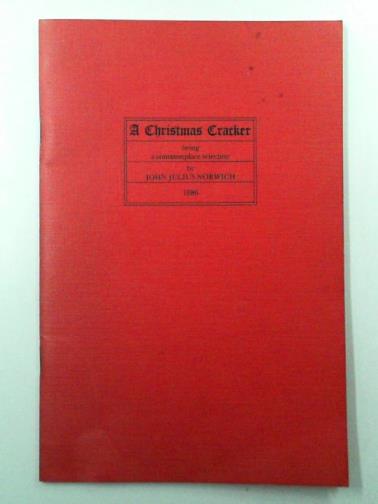 A Christmas Cracker
being
a commonplace selection
by
JOHN JULIUS NORWICH
1986